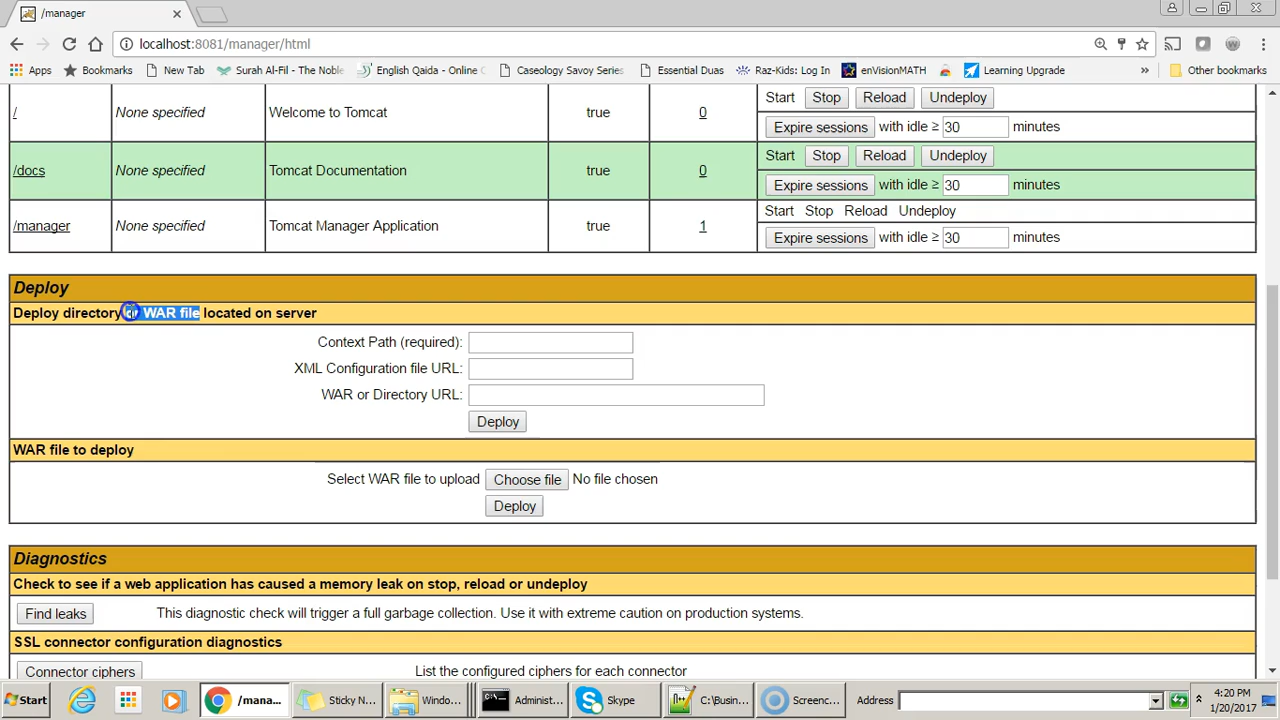 /manager
localhost:8081/manager/html
Apps Bookmarks New Tab Surah Al-Fil - The Noble English Qaida - Online Caseology Savoy Series Essential Duas Raz-Kids: Log In enVisionMATH Learning Upgrade » Other bookmarks
/ None specified Welcome to Tomcat true 0 Start Stop Reload Undeploy
Expire sessions with idle ≥ 30 minutes
/docs None specified Tomcat Documentation true 0 Start Stop Reload Undeploy
Expire sessions with idle ≥ 30 minutes
/manager None specified Tomcat Manager Application true 1 Start Stop Reload Undeploy
Expire sessions with idle ≥ 30 minutes
Deploy
Deploy directory or WAR file located on server
Context Path (required):
XML Configuration file URL:
WAR or Directory URL:
Deploy
WAR file to deploy
Select WAR file to upload Choose file No file chosen
Deploy
Diagnostics
Check to see if a web application has caused a memory leak on stop, reload or undeploy
Find leaks This diagnostic check will trigger a full garbage collection. Use it with extreme caution on production systems.
SSL connector configuration diagnostics
Connector ciphers List the configured ciphers for each connector
Start /mana... Sticky N... Windo... Administ... Skype C:\Busin... Screenc... Address 4:20 PM
1/20/2017